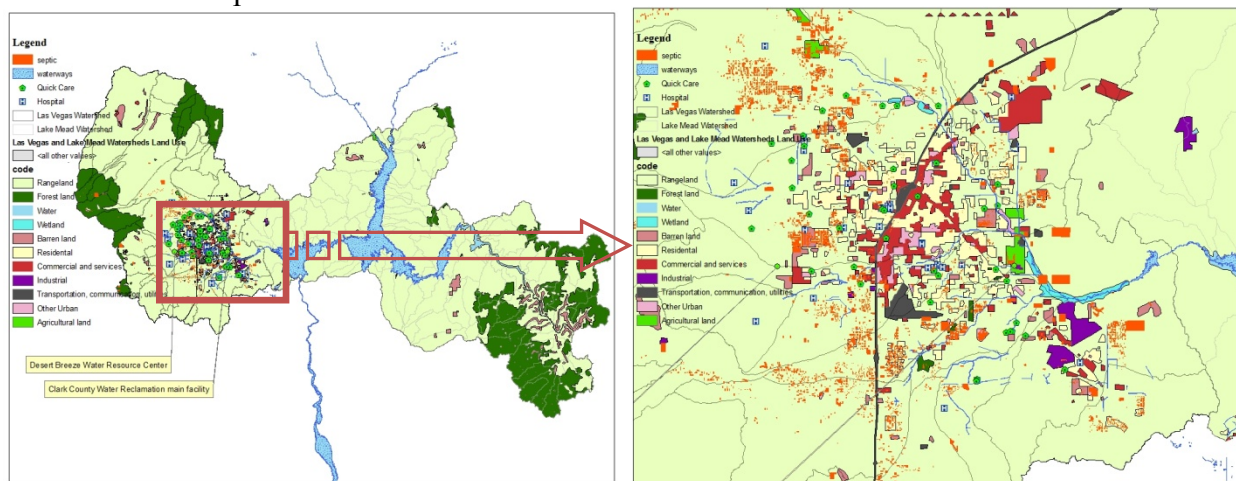 Legend
septic
waterways
Quick Care
Hospital
Las Vegas Watershed
Lake Mead Watershed
Las Vegas and Lake Mead Watersheds Land Use
<all other values>
code
Rangeland
Forest land
Water
Wetland
Barren land
Residental
Commercial and services
Industrial
Transportation, communication, utilities
Other Urban
Agricultural land
Desert Breeze Water Resource Center
Clark County Water Reclamation main facility
Legend
septic
waterways
Quick Care
Hospital
Las Vegas Watershed
Lake Mead Watershed
Las Vegas and Lake Mead Watersheds Land Use
<all other values>
code
Rangeland
Forest land
Water
Wetland
Barren land
Residental
Commercial and services
Industrial
Transportation, communication, utilities
Other Urban
Agricultural land